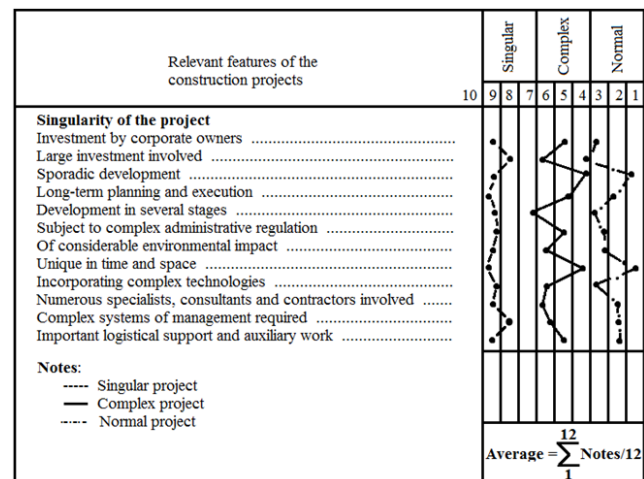 Relevant features of the
construction projects
Singular
Complex
Normal
10 9 8 7 6 5 4 3 2 1
Singularity of the project
Investment by corporate owners
Large investment involved
Sporadic development
Long-term planning and execution
Development in several stages
Subject to complex administrative regulation
Of considerable environmental impact
Unique in time and space
Incorporating complex technologies
Numerous specialists, consultants and contractors involved
Complex systems of management required
Important logistical support and auxiliary work
Notes:
Singular project
Complex project
Normal project
12
Average = ∑ Notes/12
1